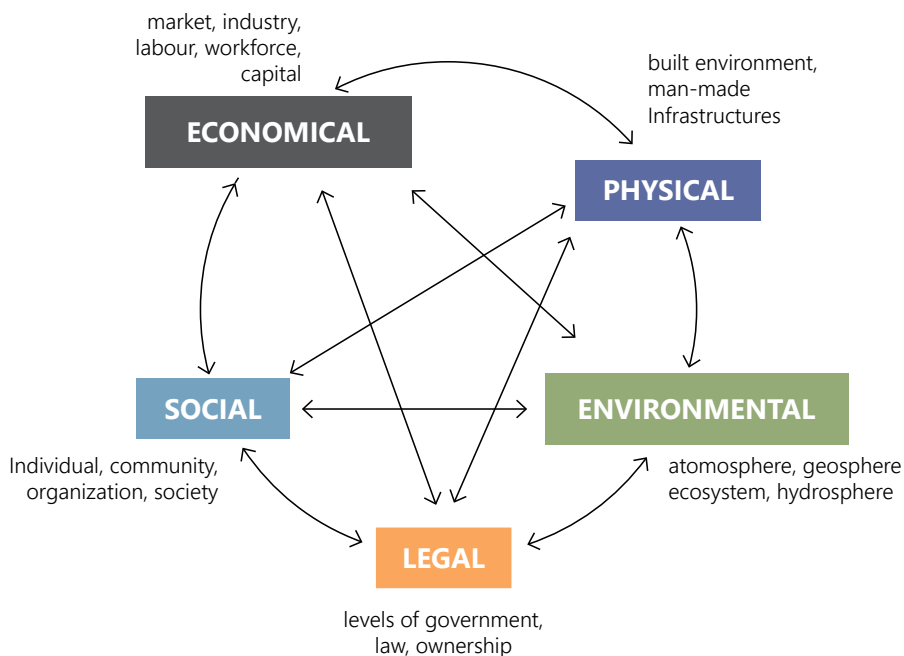 market, industry,
labour, workforce,
capital
ECONOMICAL
built environment,
man-made
Infrastructures
PHYSICAL
SOCIAL
Individual, community,
organization, society
ENVIRONMENTAL
atomosphere, geosphere
ecosystem, hydrosphere
LEGAL
levels of government,
law, ownership